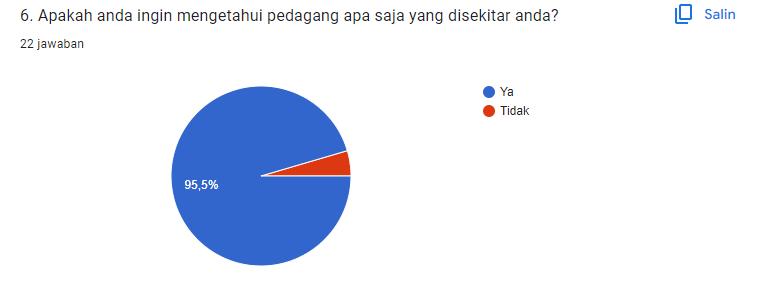 6. Apakah anda ingin mengetahui pedagang apa saja yang disekitar anda?
Salin
22 jawaban
Ya
Tidak
95,5%